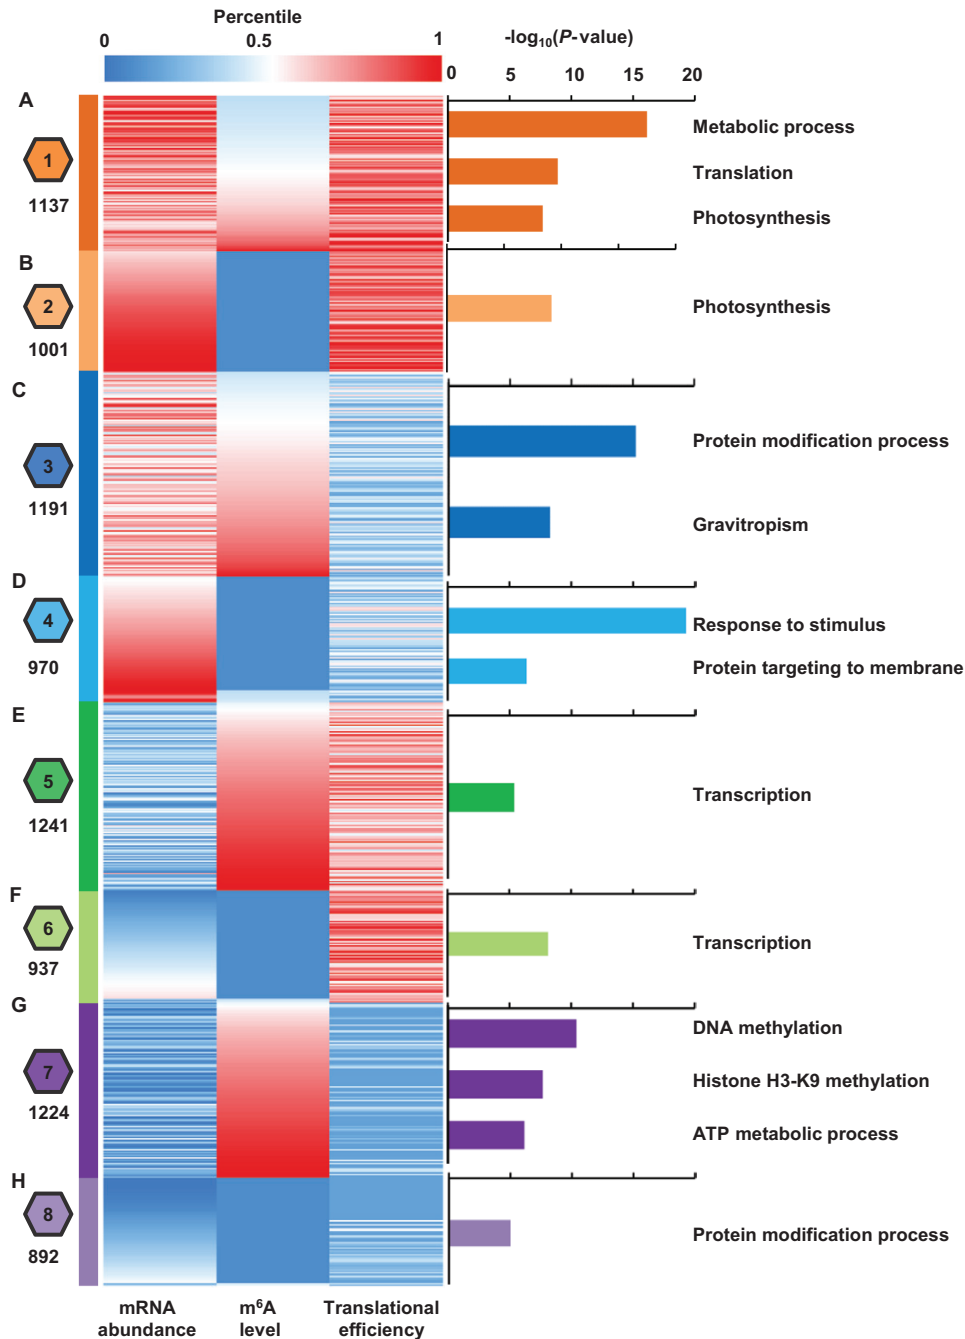 Percentile
0 0.5 1
-log10(P-value)
0 5 10 15 20
A
1
1137
Metabolic process
Translation
Photosynthesis
B
2
1001
Photosynthesis
C
3
1191
Protein modification process
Gravitropism
D
4
970
Response to stimulus
Protein targeting to membrane
E
5
1241
Transcription
F
6
937
Transcription
G
7
1224
DNA methylation
Histone H3-K9 methylation
ATP metabolic process
H
8
892
Protein modification process
mRNA
abundance
m⁶A
level
Translational
efficiency